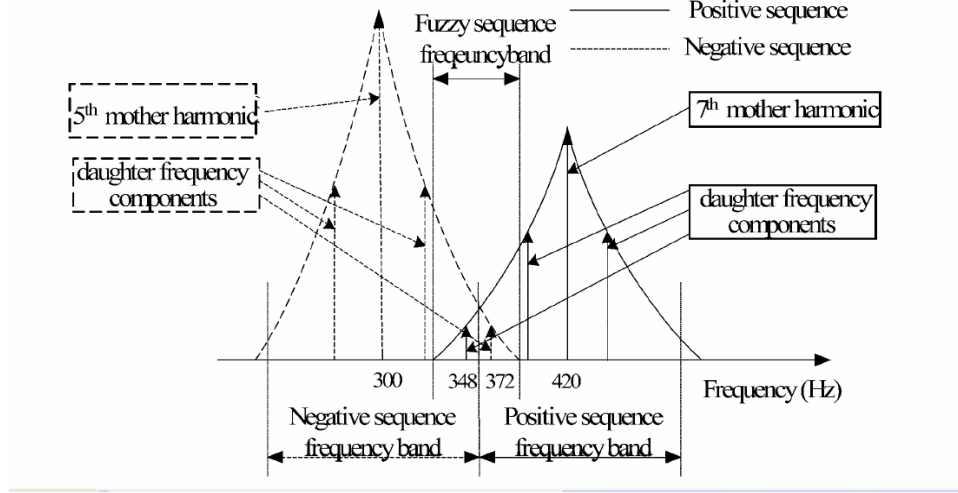 Positive sequence
Negative sequence
Fuzzy sequence
freqeuncyband
5th mother harmonic
7th mother harmonic
daughter frequency
components
daughter frequency
components
300
348
372
420
Frequency (Hz)
Negative sequence
frequency band
Positive sequence
frequency band